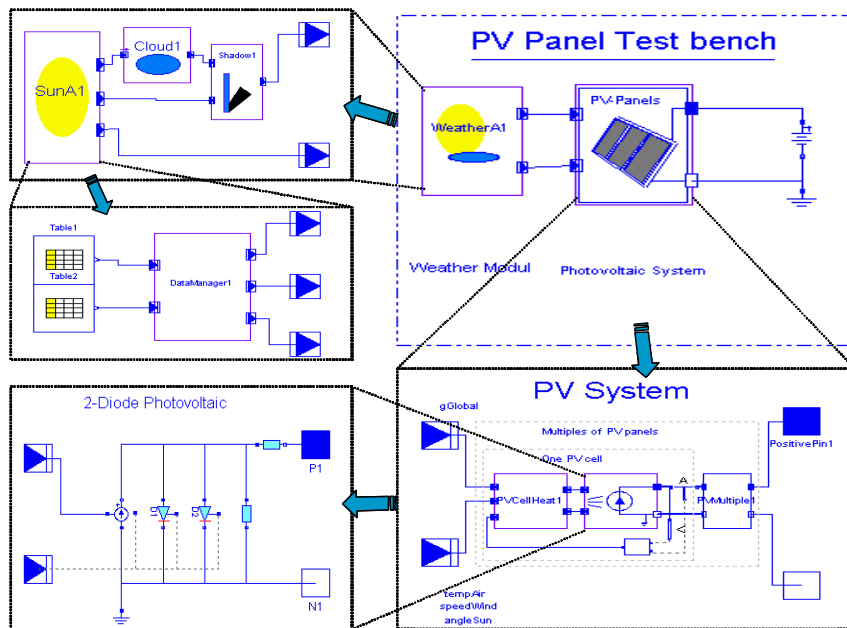 Cloud1
Shadow1
SunA1
PV Panel Test bench
PV-Panels
WeatherA1
Weather Modul
Photovoltaic System
Table1
Table2
DataManager1
2-Diode Photovoltaic
P1
D1
D2
N1
PV System
gGlobal
Multiples of PV panels
PositivePin1
One PV cell
A
PVCellHeat1
PVMultiple1
V
tempAir
speedWind
angleSun